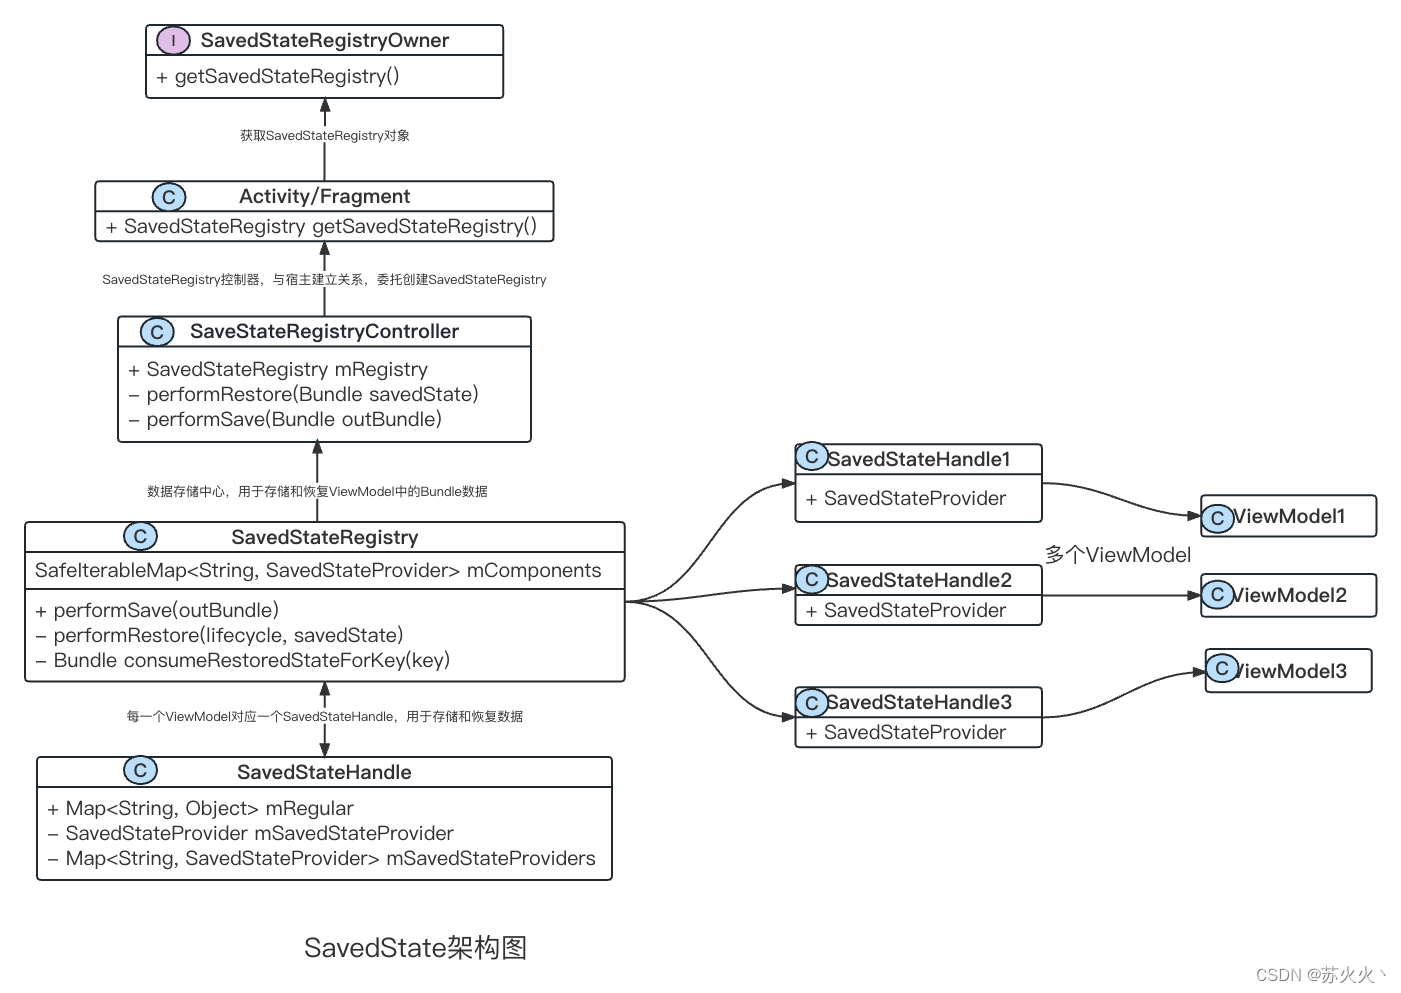 I SavedStateRegistryOwner
+ getSavedStateRegistry()
获取SavedStateRegistry对象
C Activity/Fragment
+ SavedStateRegistry getSavedStateRegistry()
SavedStateRegistry控制器，与宿主建立关系，委托创建SavedStateRegistry
C SaveStateRegistryController
+ SavedStateRegistry mRegistry
– performRestore(Bundle savedState)
– performSave(Bundle outBundle)
数据存储中心，用于存储和恢复ViewModel中的Bundle数据
C SavedStateRegistry
SafeIterableMap<String, SavedStateProvider> mComponents
+ performSave(outBundle)
– performRestore(lifecycle, savedState)
– Bundle consumeRestoredStateForKey(key)
每一个ViewModel对应一个SavedStateHandle，用于存储和恢复数据
C SavedStateHandle
+ Map<String, Object> mRegular
– SavedStateProvider mSavedStateProvider
– Map<String, SavedStateProvider> mSavedStateProviders
C SavedStateHandle1
+ SavedStateProvider
C ViewModel1
多个ViewModel
C SavedStateHandle2
+ SavedStateProvider
C ViewModel2
C SavedStateHandle3
+ SavedStateProvider
C ViewModel3
SavedState架构图
CSDN @苏火火丶